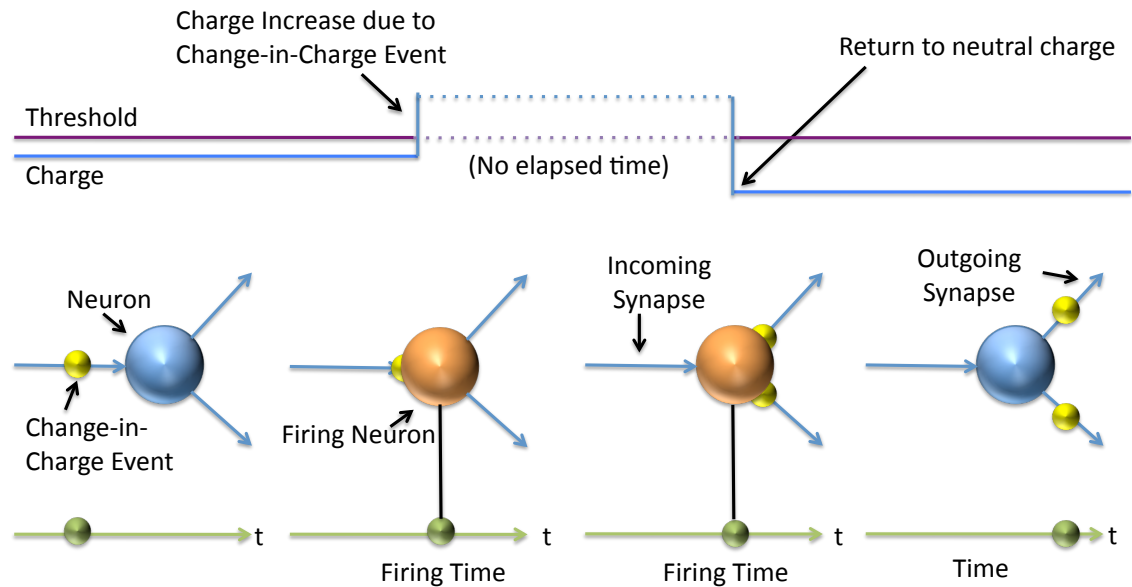 Charge Increase due to
Change-in-Charge Event
Return to neutral charge
Threshold
(No elapsed time)
Charge
Neuron
Incoming
Synapse
Outgoing
Synapse
Change-in-
Charge Event
Firing Neuron
t
t
t
t
Firing Time
Firing Time
Time